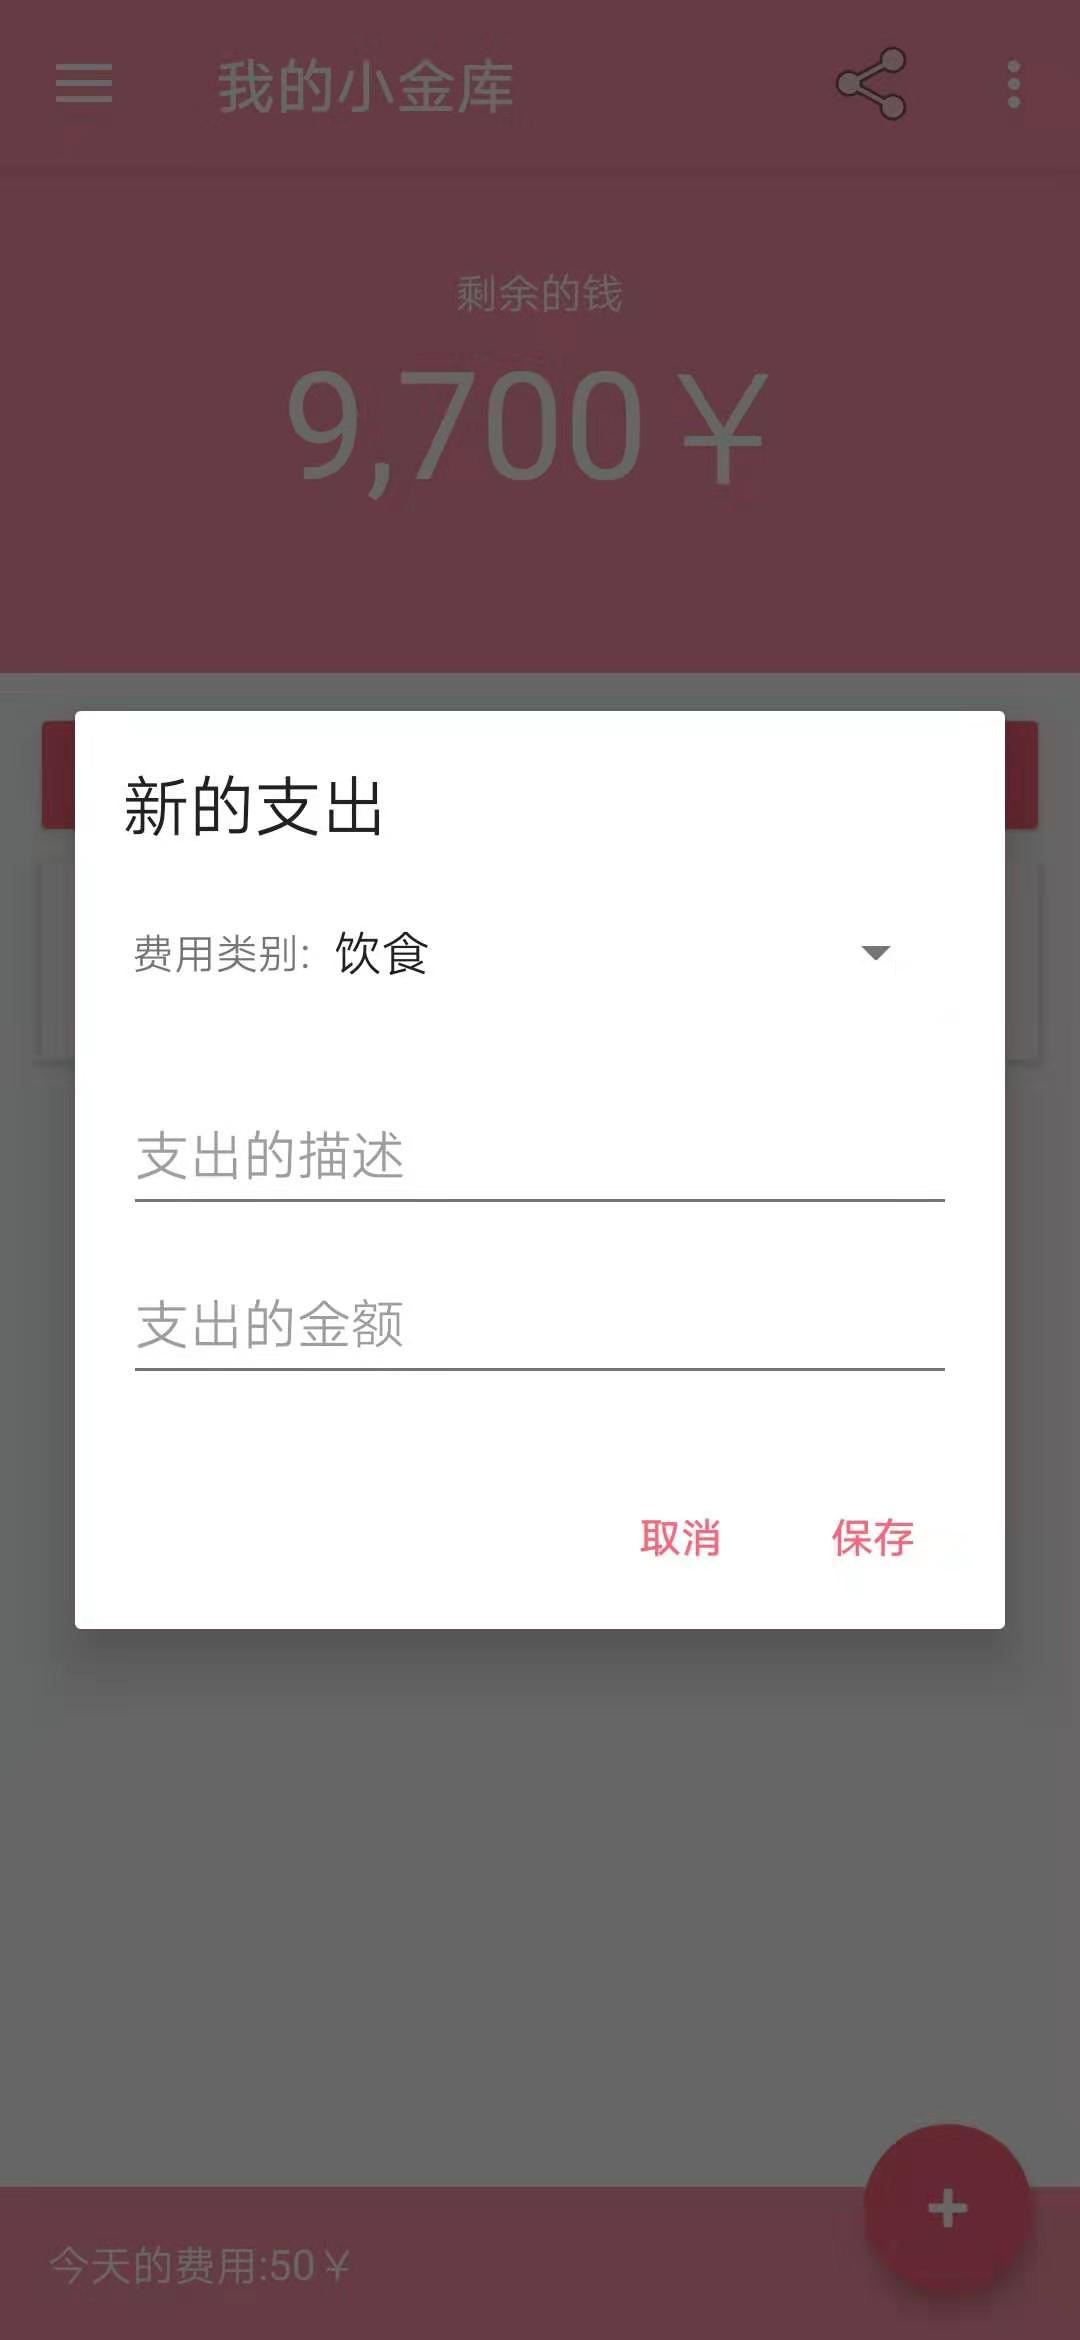 我的小金库
剩余的钱
9,700￥
新的支出
费用类别: 饮食
支出的描述
支出的金额
取消 保存
今天的费用:50￥